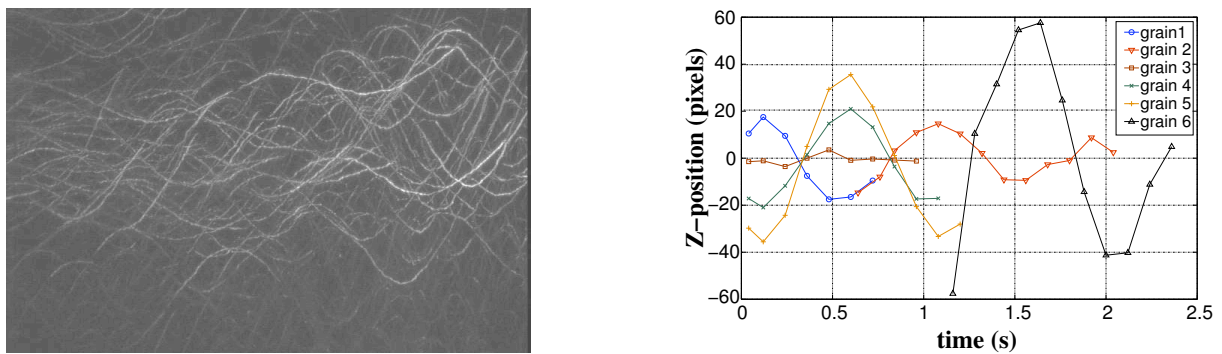 60
40
20
0
−20
−40
−60
0
0.5
1
1.5
2
2.5
Z−position (pixels)
time (s)
grain1
grain 2
grain 3
grain 4
grain 5
grain 6